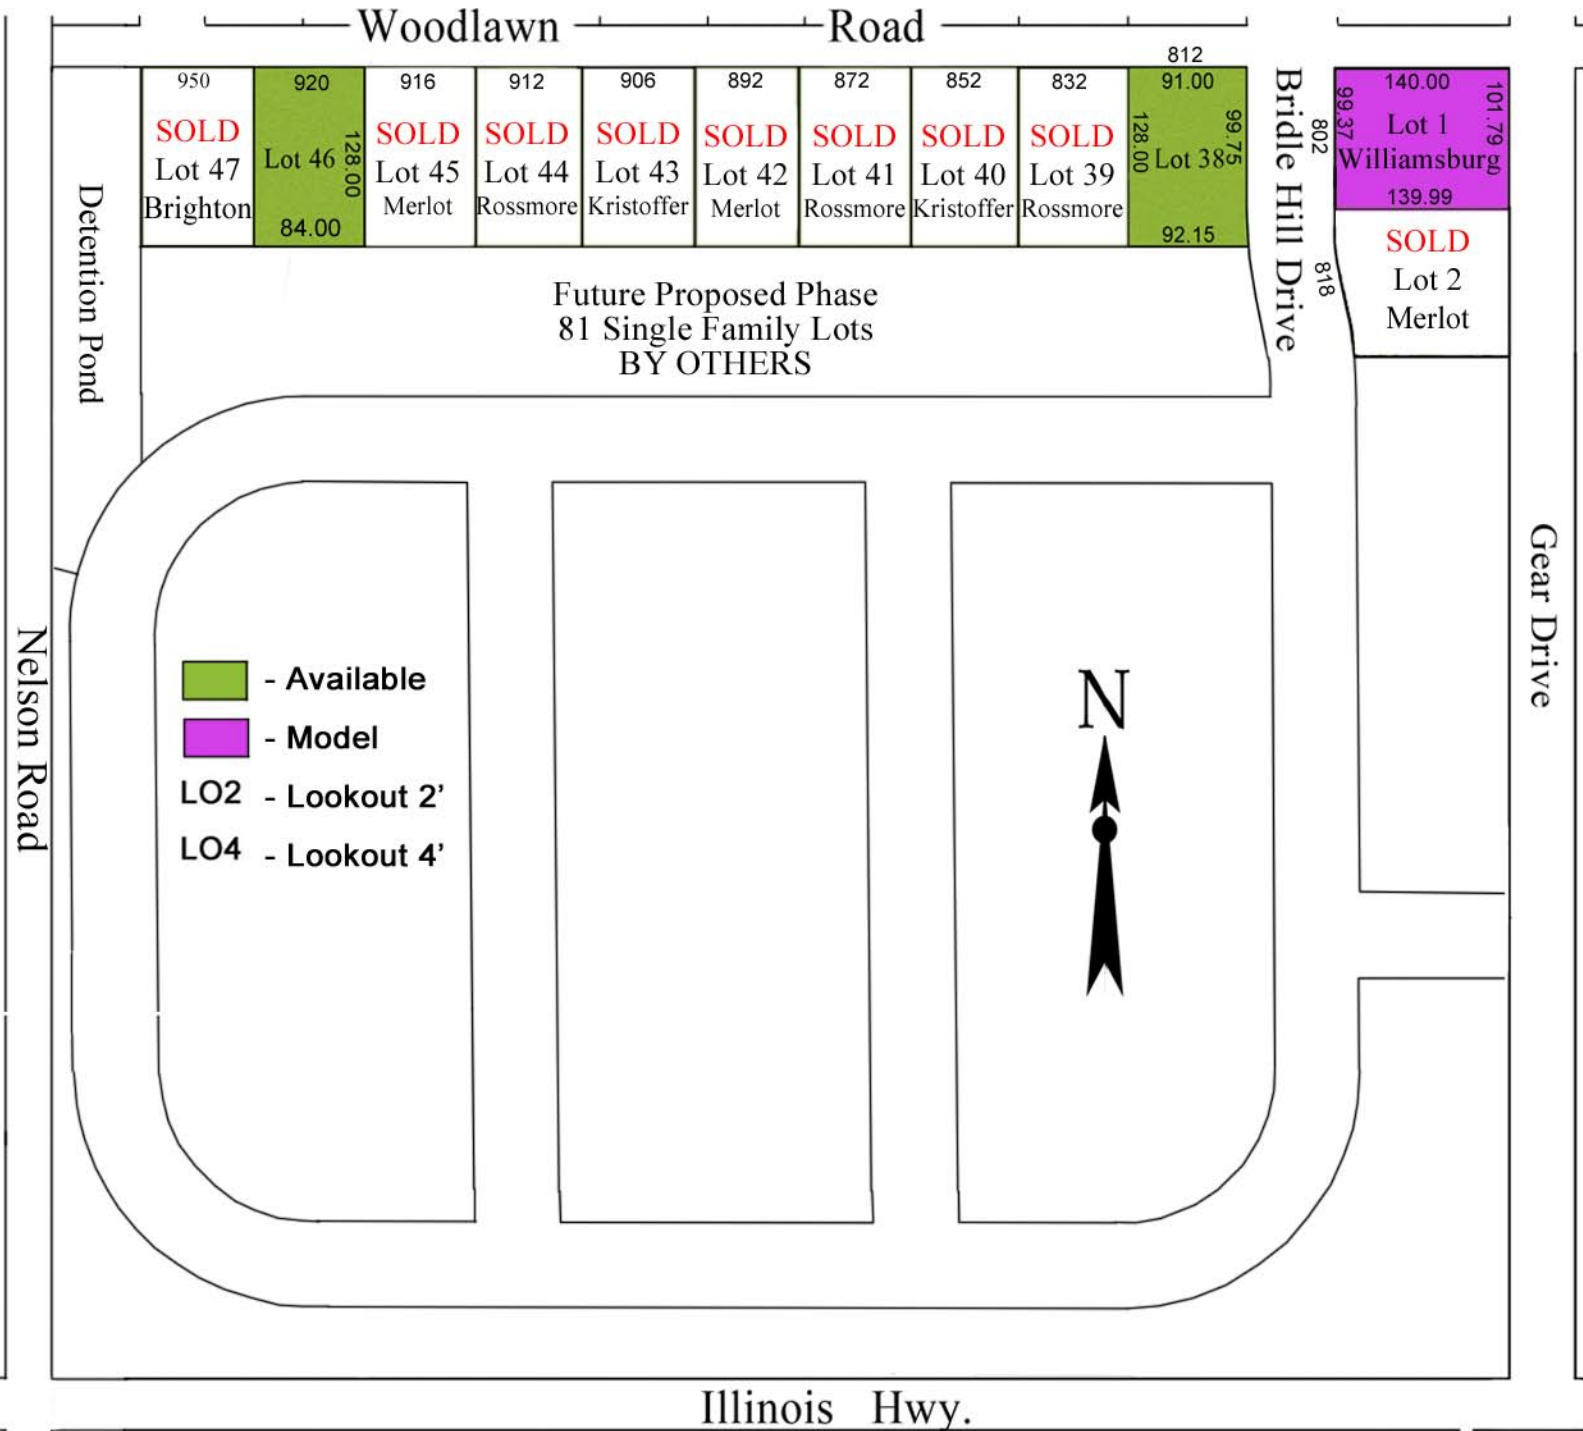 Woodlawn Road
812
950
SOLD
Lot 47
Brighton
920
Lot 46
128.00
84.00
916
SOLD
Lot 45
Merlot
912
SOLD
Lot 44
Rossmore
906
SOLD
Lot 43
Kristoffer
892
SOLD
Lot 42
Merlot
872
SOLD
Lot 41
Rossmore
852
SOLD
Lot 40
Kristoffer
832
SOLD
Lot 39
Rossmore
91.00
128.00
Lot 38
99.75
92.15
Bridle Hill Drive
802
818
140.00
99.37
Lot 1
Williamsburg
101.79
139.99
SOLD
Lot 2
Merlot
Detention Pond
Future Proposed Phase
81 Single Family Lots
BY OTHERS
Nelson Road
Gear Drive
- Available
- Model
LO2 - Lookout 2’
LO4 - Lookout 4’
N
Illinois Hwy.